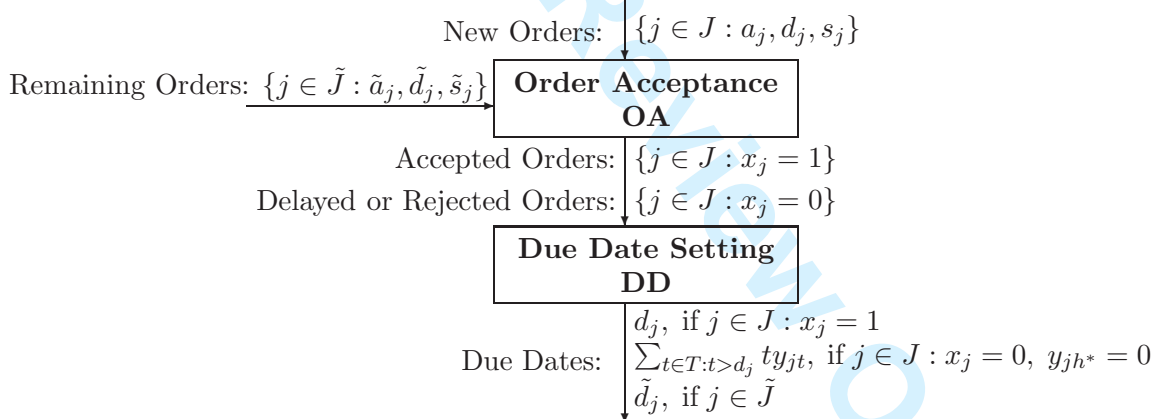 New Orders: {j ∈ J : a_j, d_j, s_j}
Remaining Orders: {j ∈ J̃ : ã_j, d̃_j, s̃_j}
Order Acceptance
OA
Accepted Orders: {j ∈ J : x_j = 1}
Delayed or Rejected Orders: {j ∈ J : x_j = 0}
Due Date Setting
DD
Due Dates:
d_j, if j ∈ J : x_j = 1
∑_{t∈T:t>d_j} ty_{jt}, if j ∈ J : x_j = 0, y_{jh*} = 0
d̃_j, if j ∈ J̃
Review O